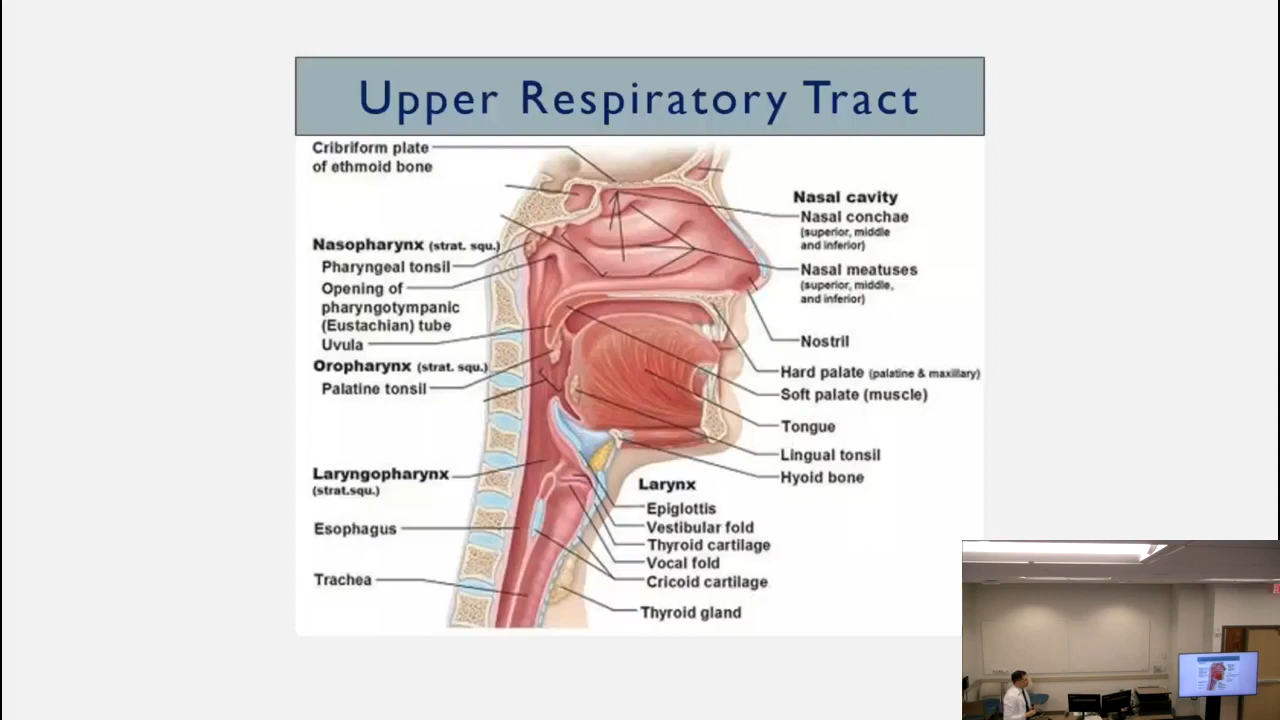 Upper Respiratory Tract
Cribriform plate
of ethmoid bone
Nasopharynx (strat. squ.)
Pharyngeal tonsil
Opening of
pharyngotympanic
(Eustachian) tube
Uvula
Oropharynx (strat. squ.)
Palatine tonsil
Laryngopharynx
(strat.squ.)
Esophagus
Trachea
Nasal cavity
Nasal conchae
(superior, middle
and inferior)
Nasal meatuses
(superior, middle,
and inferior)
Nostril
Hard palate (palatine & maxillary)
Soft palate (muscle)
Tongue
Lingual tonsil
Hyoid bone
Larynx
Epiglottis
Vestibular fold
Thyroid cartilage
Vocal fold
Cricoid cartilage
Thyroid gland